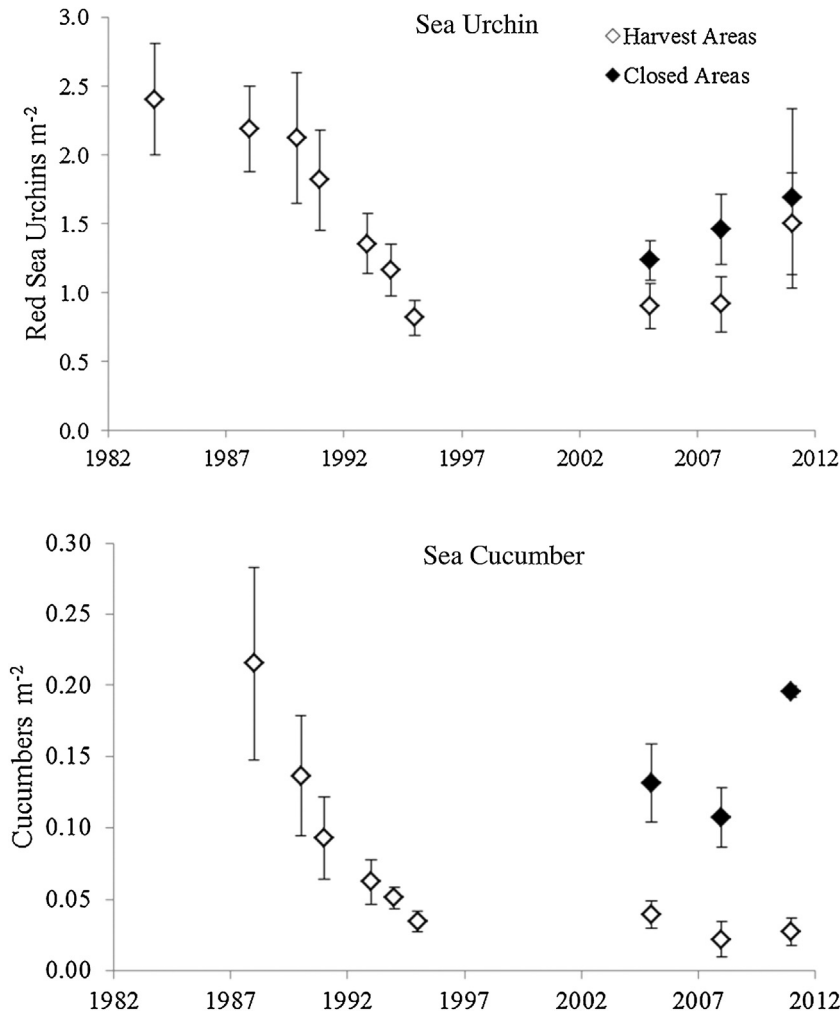 Sea Urchin
Harvest Areas
Closed Areas
Red Sea Urchins m⁻²
3.0
2.5
2.0
1.5
1.0
0.5
0.0
1982 1987 1992 1997 2002 2007 2012
Sea Cucumber
Cucumbers m⁻²
0.30
0.25
0.20
0.15
0.10
0.05
0.00
1982 1987 1992 1997 2002 2007 2012